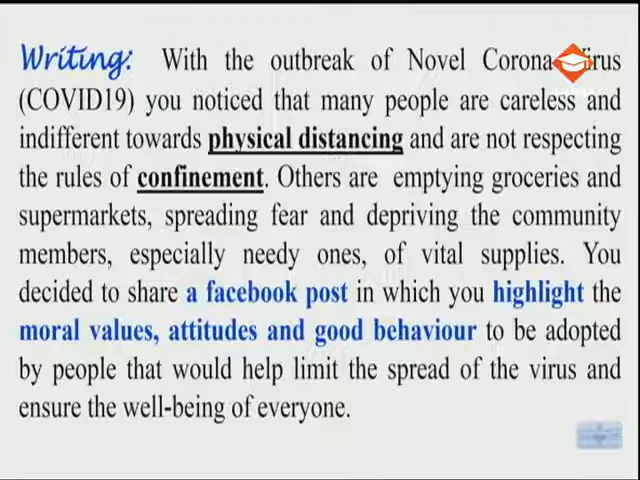 Writing: With the outbreak of Novel Corona Virus
(COVID19) you noticed that many people are careless and
indifferent towards physical distancing and are not respecting
the rules of confinement. Others are emptying groceries and
supermarkets, spreading fear and depriving the community
members, especially needy ones, of vital supplies. You
decided to share a facebook post in which you highlight the
moral values, attitudes and good behaviour to be adopted
by people that would help limit the spread of the virus and
ensure the well-being of everyone.